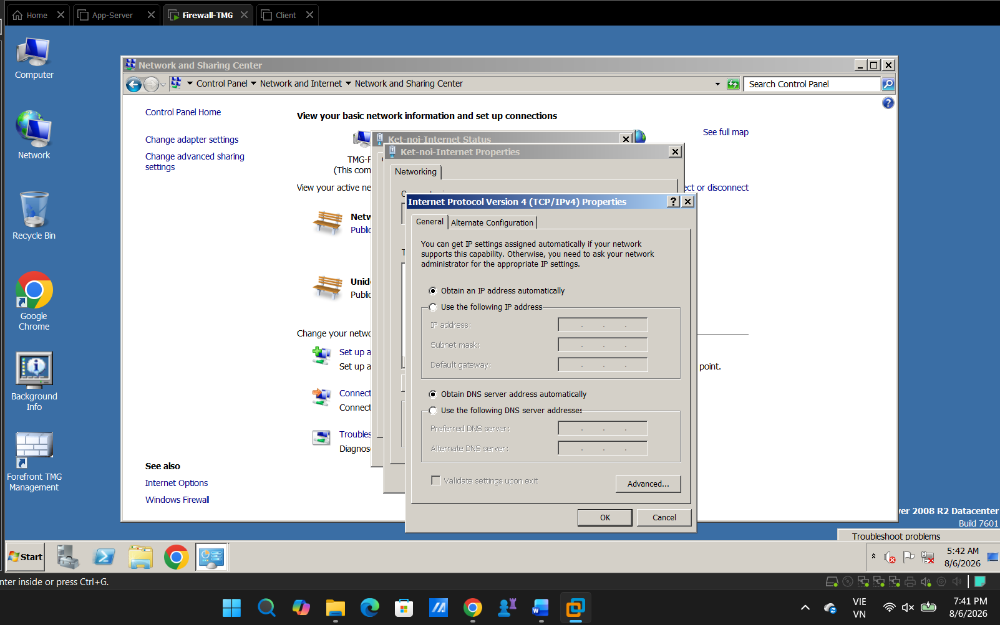 Home
App-Server
Firewall-TMG
Client
Computer
Network
Recycle Bin
Google
Chrome
Background
Info
Forefront TMG
Management
Network and Sharing Center
Control Panel
Network and Internet
Network and Sharing Center
Search Control Panel
Control Panel Home
Change adapter settings
Change advanced sharing
settings
See also
Internet Options
Windows Firewall
View your basic network information and set up connections
See full map
TMG-F
(This com
View your active ne
ect or disconnect
Netw
Public
Unid
Public
Change your netwo
Set up a
Set up a
point.
Connect
Connect
Troubles
Diagnos
Ket-noi-Internet Status
Ket-noi-Internet Properties
Networking
Internet Protocol Version 4 (TCP/IPv4) Properties
General
Alternate Configuration
You can get IP settings assigned automatically if your network
supports this capability. Otherwise, you need to ask your network
administrator for the appropriate IP settings.
Obtain an IP address automatically
Use the following IP address
IP address:
Subnet mask:
Default gateway:
Obtain DNS server address automatically
Use the following DNS server addresses
Preferred DNS server:
Alternate DNS server:
Validate settings upon exit
Advanced...
OK
Cancel
ver 2008 R2 Datacenter
Build 7601
Troubleshoot problems
Start
5:42 AM
8/6/2026
nter inside or press Ctrl+G.
VIE
VN
7:41 PM
8/6/2026